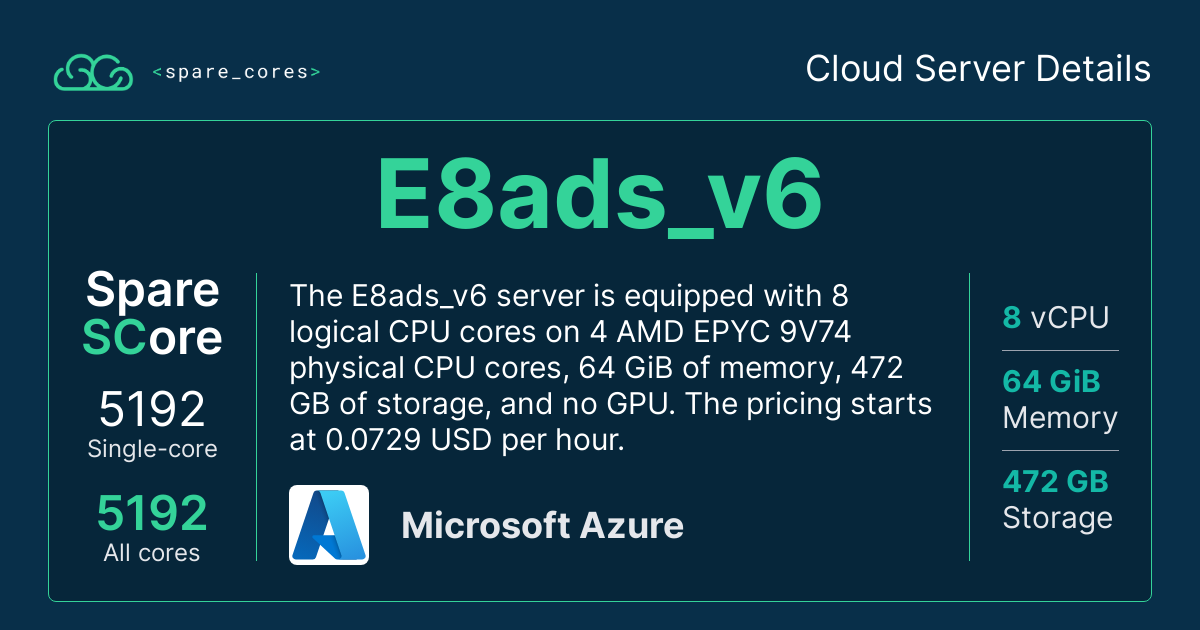 <spare_cores>
Cloud Server Details
E8ads_v6
Spare
SCore
5192
Single-core
5192
All cores
The E8ads_v6 server is equipped with 8
logical CPU cores on 4 AMD EPYC 9V74
physical CPU cores, 64 GiB of memory, 472
GB of storage, and no GPU. The pricing starts
at 0.0729 USD per hour.
Microsoft Azure
8 vCPU
64 GiB
Memory
472 GB
Storage